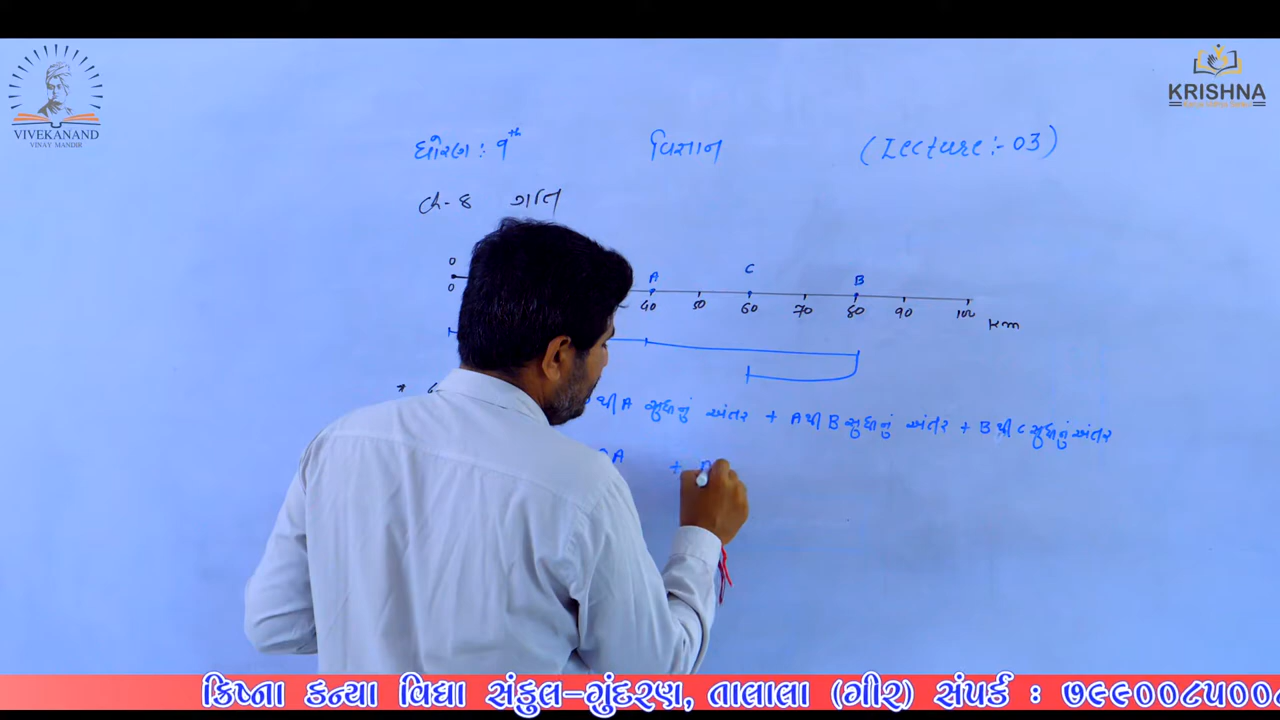 VIVEKANAND
VINAY MANDIR
KRISHNA
ધોરણ : ૧th વિજ્ઞાન (Lecture :- 03)
Ch-8 ગતિ
0 A C B
0 40 50 60 70 80 90 100
km
થી A સુધીનું અંતર + A થી B સુધીનું અંતર + B થી C સુધીનું અંતર
A +
ક્રિષ્ના કન્યા વિદ્યા સંકુલ-ગુંદરણ, તાલાલા (ગીર) સંપર્ક : ૭૯૯૦૦૮૫૦૦